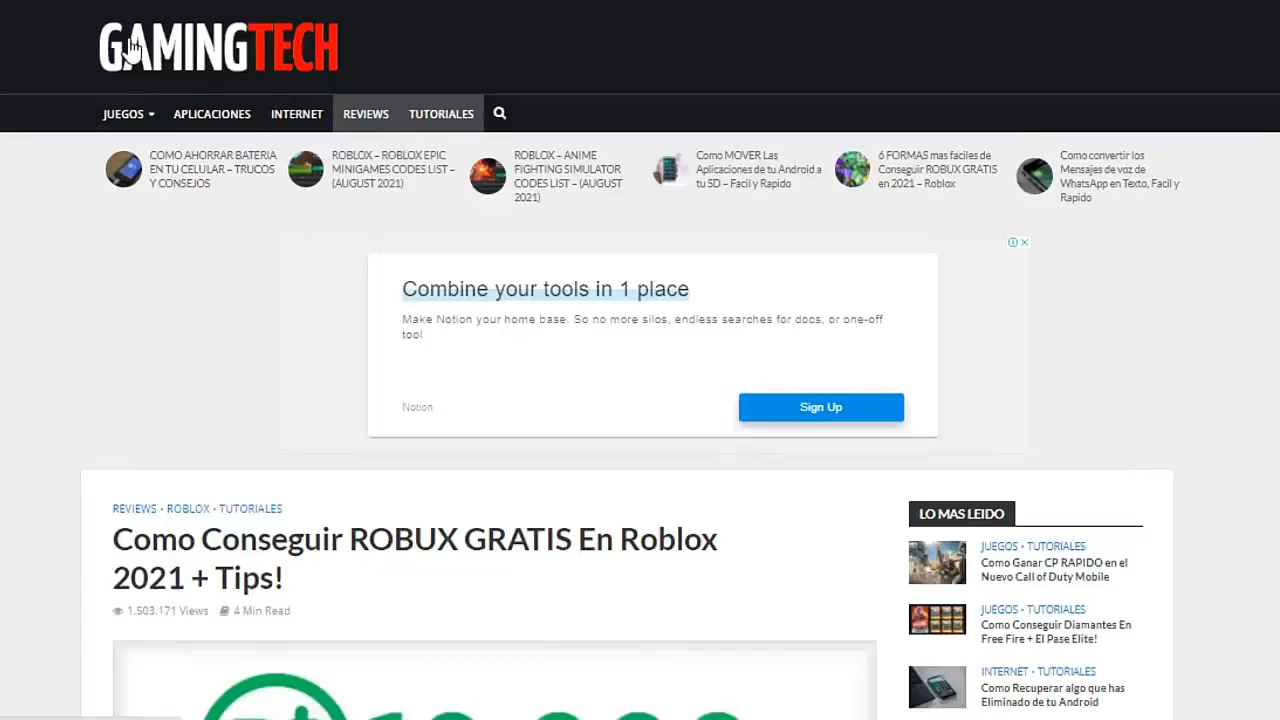 GAMINGTECH
JUEGOS
APLICACIONES
INTERNET
REVIEWS
TUTORIALES
COMO AHORRAR BATERIA
EN TU CELULAR – TRUCOS
Y CONSEJOS
ROBLOX – ROBLOX EPIC
MINIGAMES CODES LIST –
(AUGUST 2021)
ROBLOX – ANIME
FIGHTING SIMULATOR
CODES LIST – (AUGUST
2021)
Como MOVER Las
Aplicaciones de tu Android a
tu SD – Facil y Rapido
6 FORMAS mas faciles de
Conseguir ROBUX GRATIS
en 2021 – Roblox
Como convertir los
Mensajes de voz de
WhatsApp en Texto, Facil y
Rapido
Combine your tools in 1 place
Make Notion your home base. So no more silos, endless searches for docs, or one-off
tool
Notion
Sign Up
REVIEWS • ROBLOX • TUTORIALES
Como Conseguir ROBUX GRATIS En Roblox
2021 + Tips!
1.503.171 Views
4 Min Read
LO MAS LEIDO
JUEGOS • TUTORIALES
Como Ganar CP RAPIDO en el
Nuevo Call of Duty Mobile
JUEGOS • TUTORIALES
Como Conseguir Diamantes En
Free Fire + El Pase Elite!
INTERNET • TUTORIALES
Como Recuperar algo que has
Eliminado de tu Android